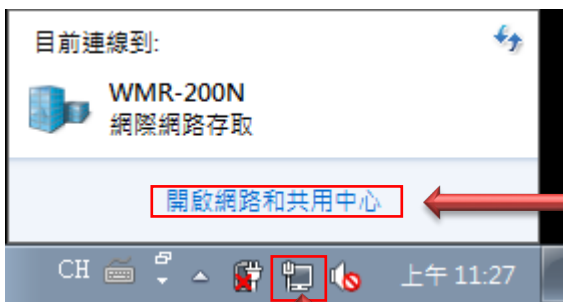 目前連線到:
WMR-200N
網際網路存取
開啟網路和共用中心
CH
上午 11:27